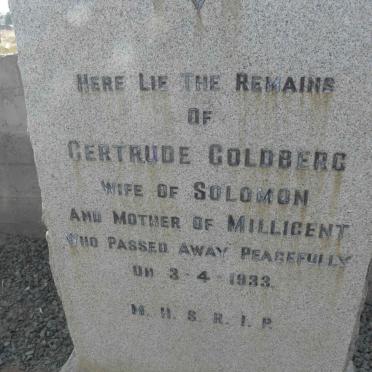 HERE LIE THE REMAINS
OF
GERTRUDE GOLDBERG
WIFE OF SOLOMON
AND MOTHER OF MILLICENT
WHO PASSED AWAY PEACEFULLY
ON 3-4-1933.
M. H. S. R. I. P.